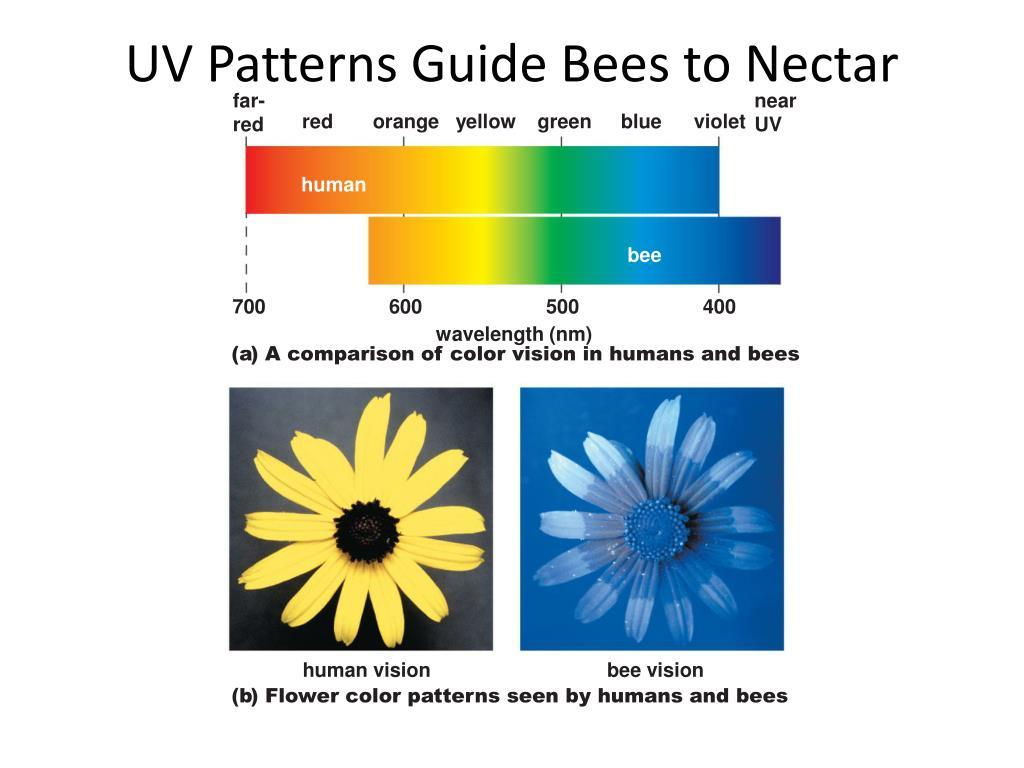 UV Patterns Guide Bees to Nectar
far-
red
red
orange
yellow
green
blue
violet
near
UV
human
bee
700
600
500
400
wavelength (nm)
(a) A comparison of color vision in humans and bees
human vision
bee vision
(b) Flower color patterns seen by humans and bees